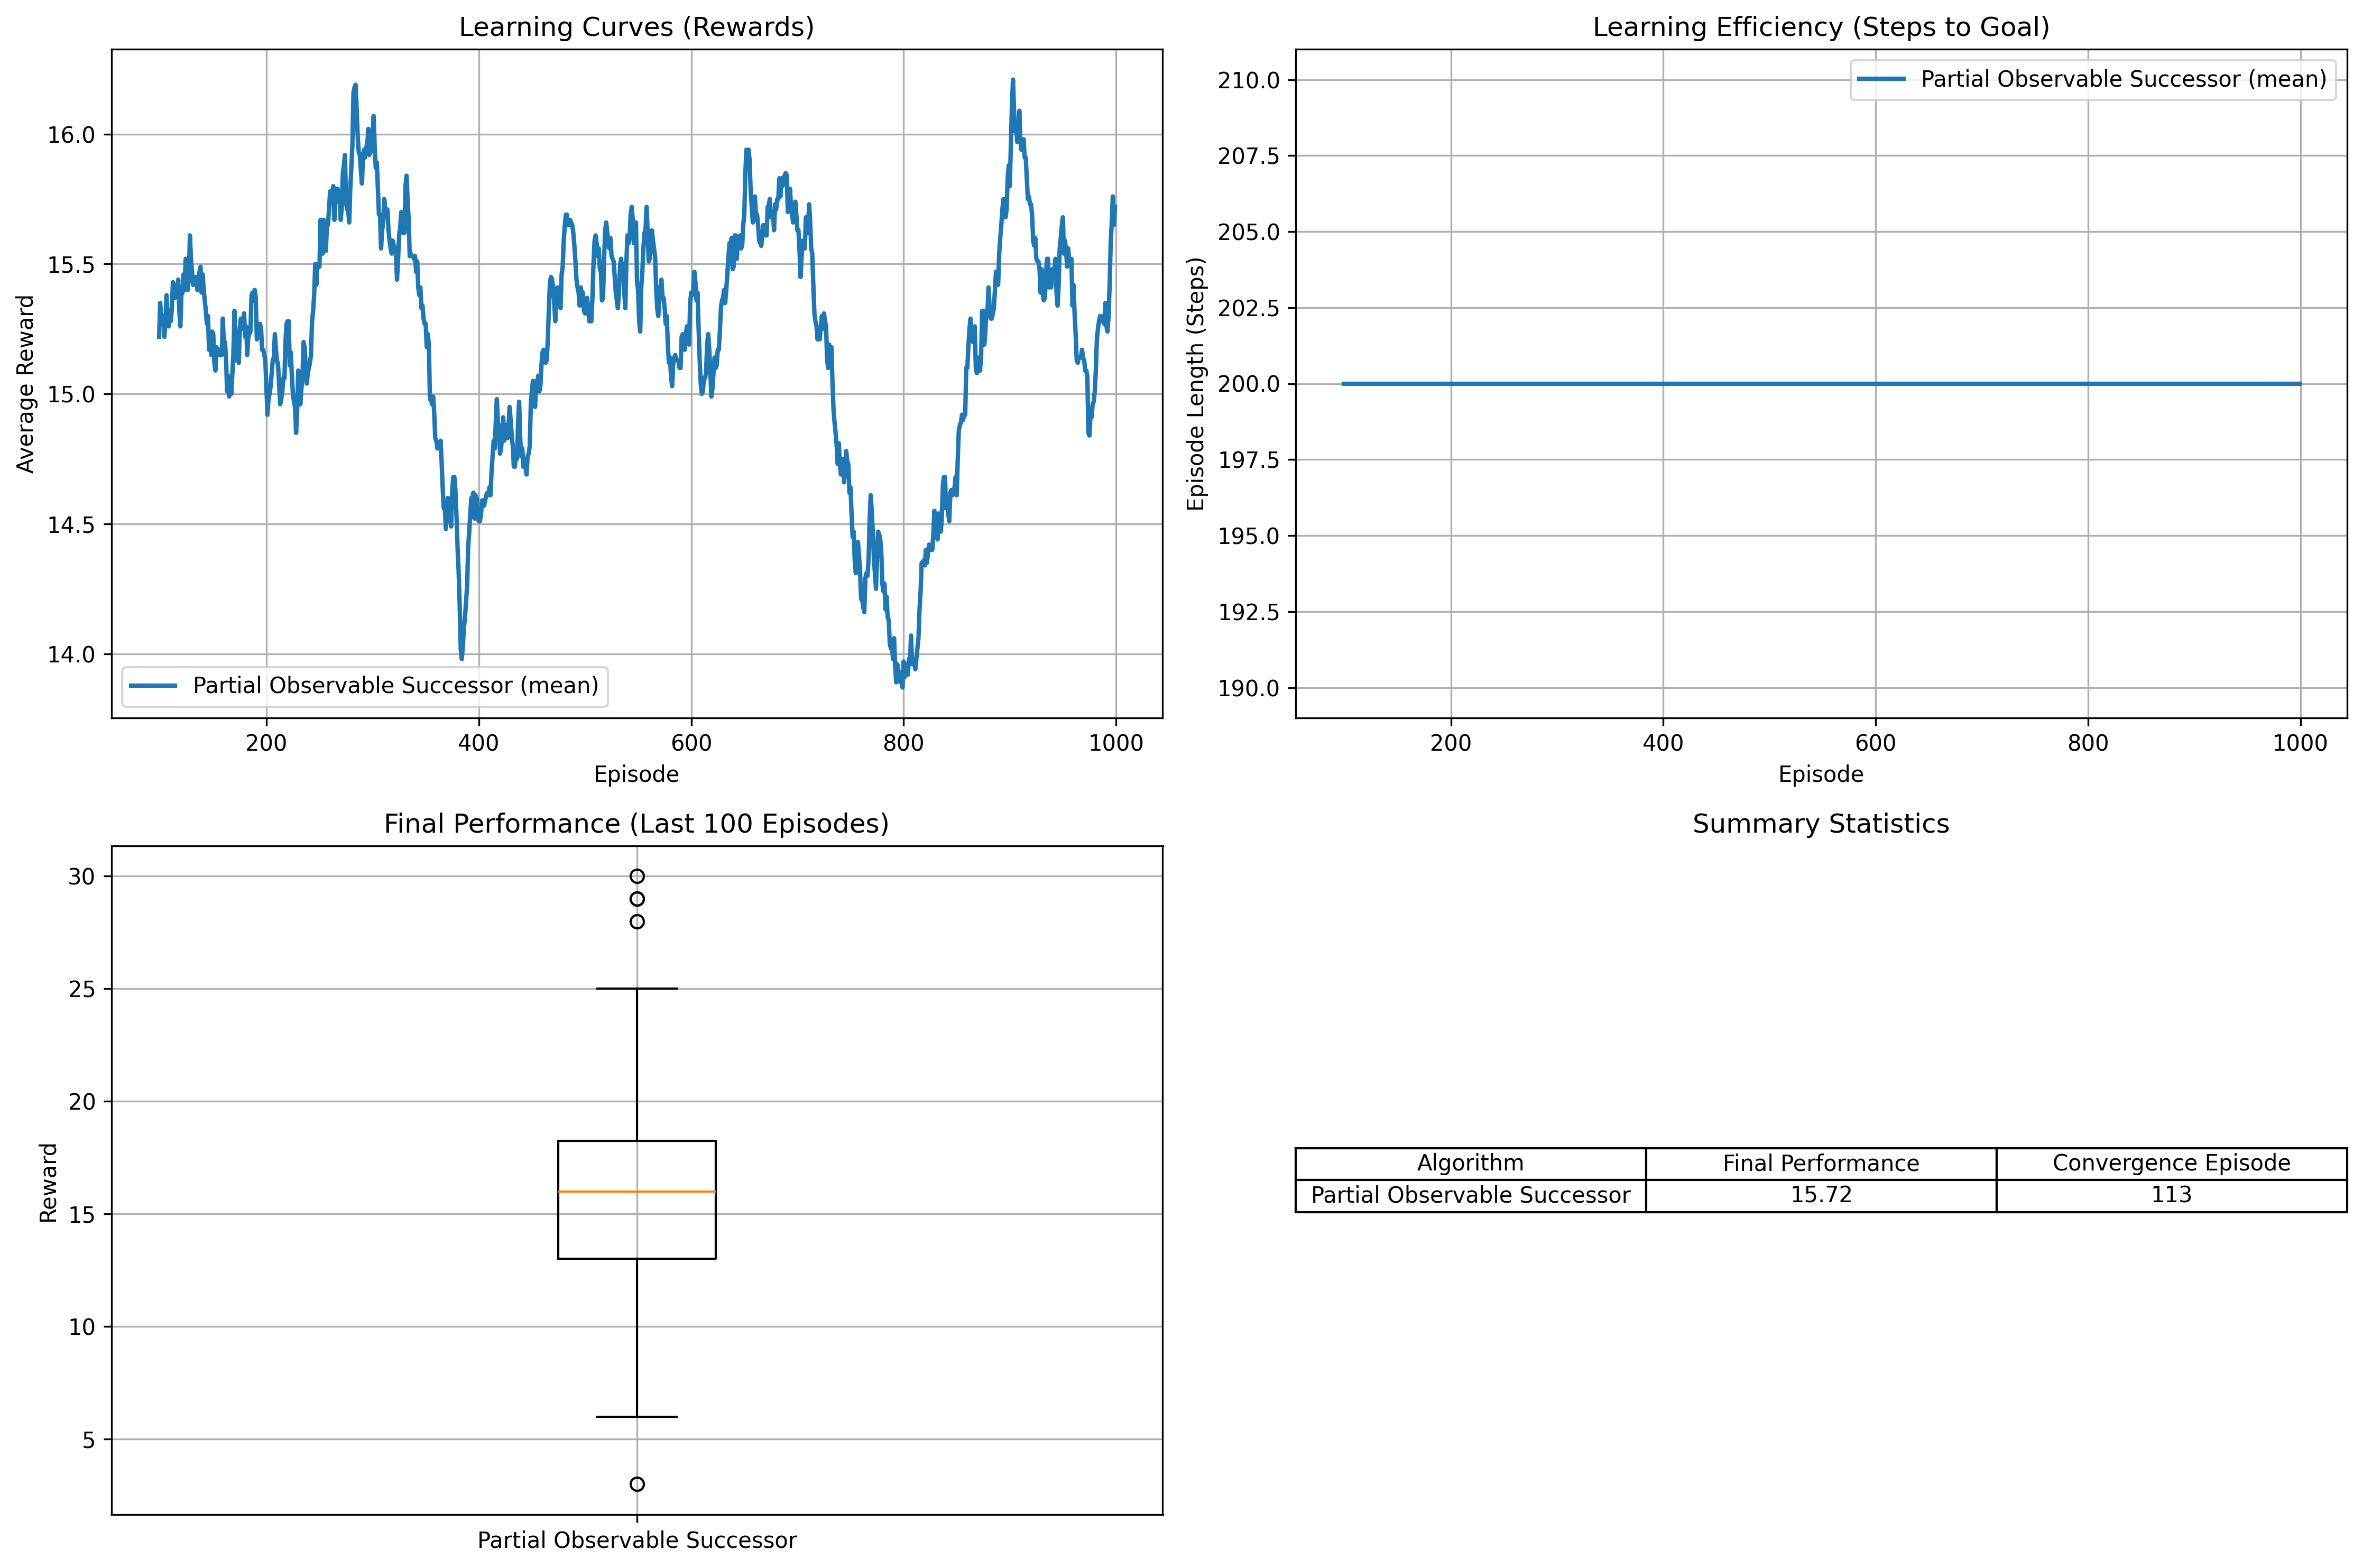 Learning Curves (Rewards)
Average Reward
16.0
15.5
15.0
14.5
14.0
Partial Observable Successor (mean)
200 400 600 800 1000
Episode
Learning Efficiency (Steps to Goal)
Episode Length (Steps)
210.0
207.5
205.0
202.5
200.0
197.5
195.0
192.5
190.0
Partial Observable Successor (mean)
200 400 600 800 1000
Episode
Final Performance (Last 100 Episodes)
Reward
30
25
20
15
10
5
Partial Observable Successor
Summary Statistics
Algorithm Final Performance Convergence Episode
Partial Observable Successor 15.72 113